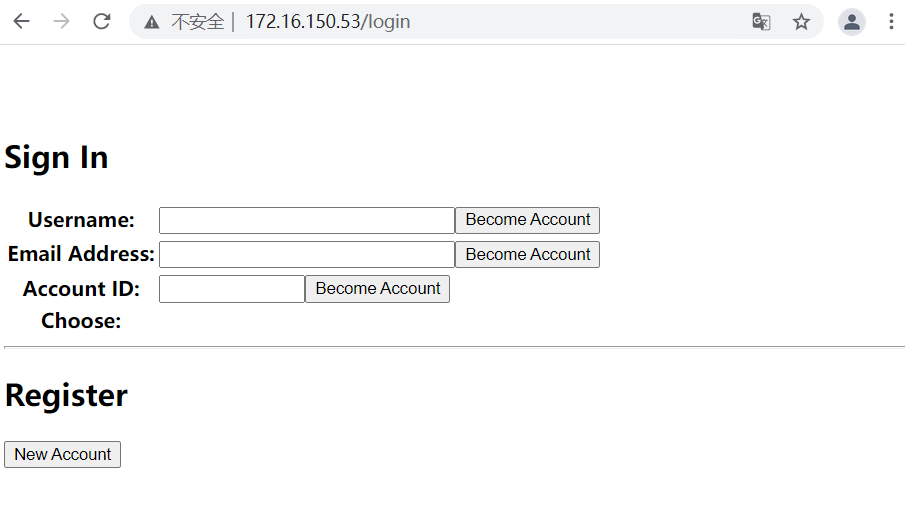 不安全 | 172.16.150.53/login
Sign In
Username: Become Account
Email Address: Become Account
Account ID: Become Account
Choose:
Register
New Account